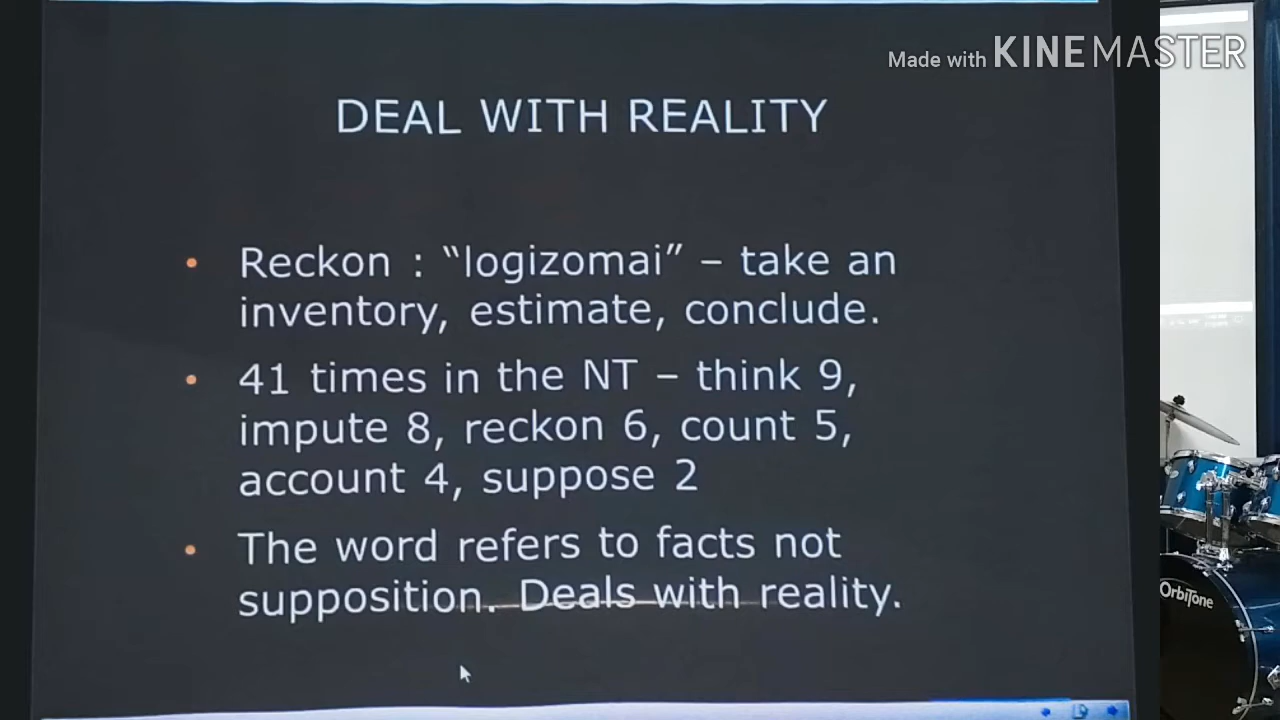 Made with KINEMASTER
DEAL WITH REALITY
• Reckon : “logizomai” – take an
inventory, estimate, conclude.
• 41 times in the NT – think 9,
impute 8, reckon 6, count 5,
account 4, suppose 2
• The word refers to facts not
supposition. Deals with reality.
OrbiTone